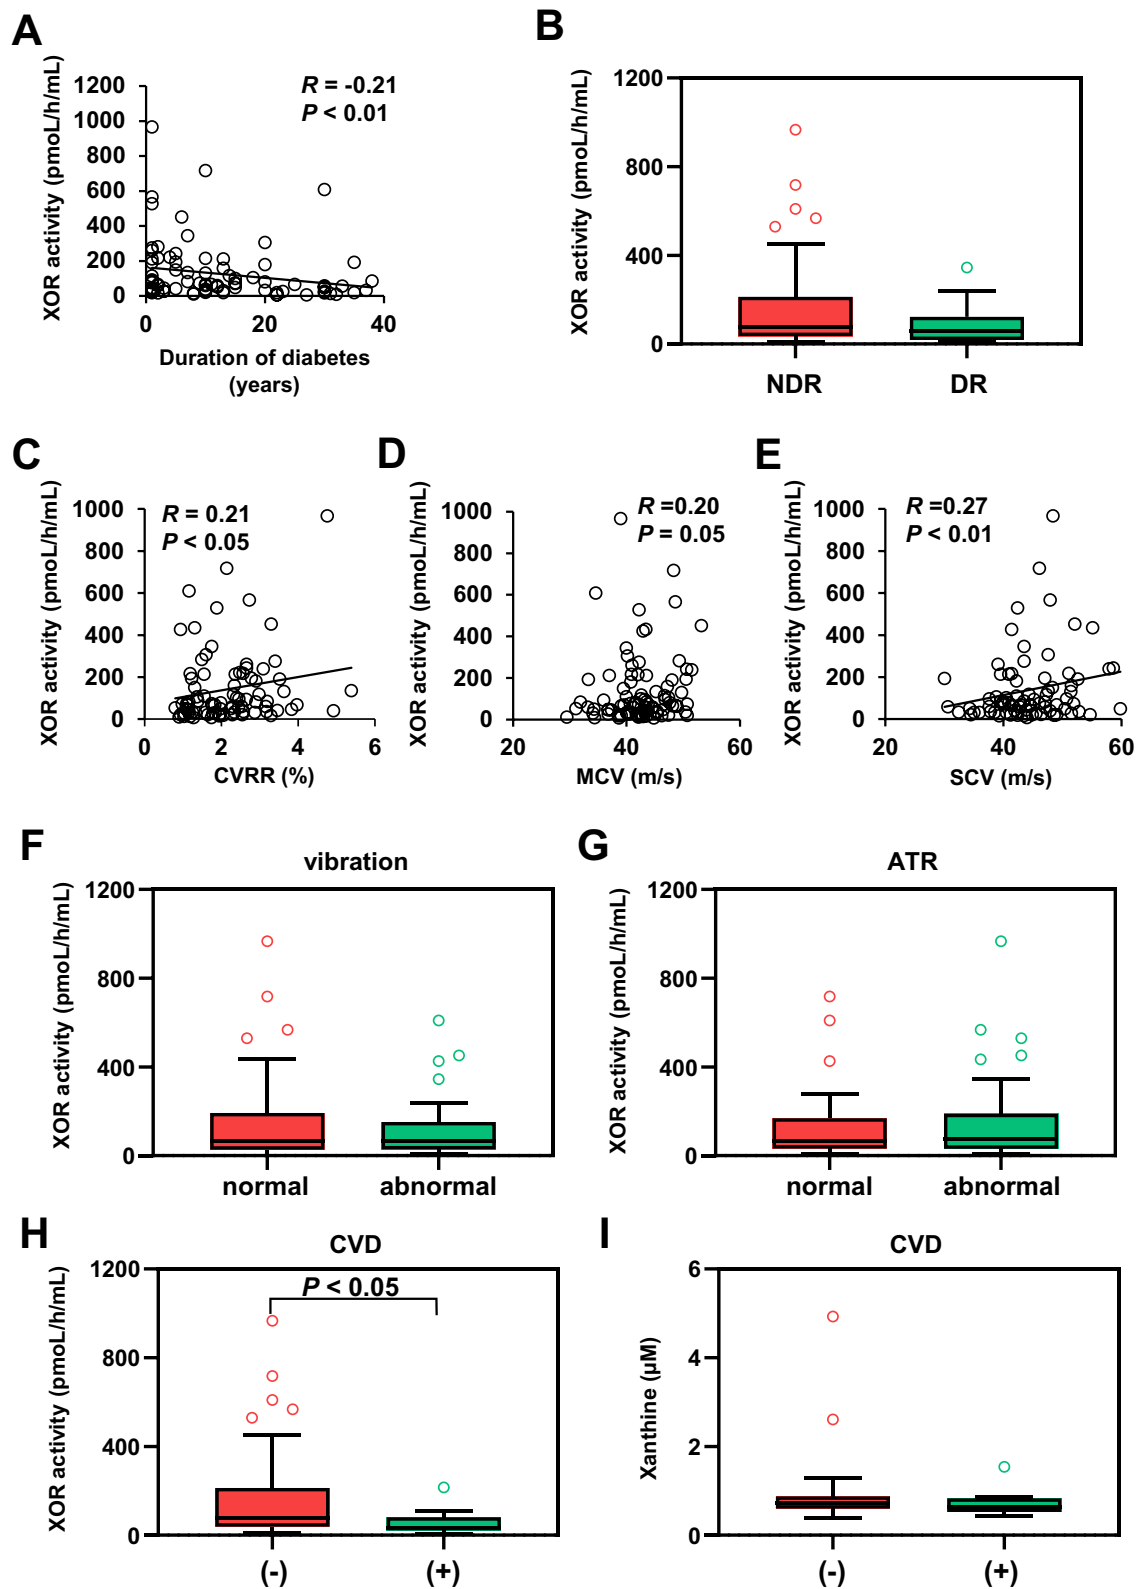 A
XOR activity (pmoL/h/mL)
1200
1000
800
600
400
200
0
R = -0.21
P < 0.01
0 20 40
Duration of diabetes
(years)
B
XOR activity (pmoL/h/mL)
1200
800
400
0
NDR DR
C
XOR activity (pmoL/h/mL)
1000
800
600
400
200
0
R = 0.21
P < 0.05
0 2 4 6
CVRR (%)
D
XOR activity (pmoL/h/mL)
1000
800
600
400
200
0
R =0.20
P = 0.05
20 40 60
MCV (m/s)
E
XOR activity (pmoL/h/mL)
1000
800
600
400
200
0
R =0.27
P < 0.01
20 40 60
SCV (m/s)
F
vibration
XOR activity (pmoL/h/mL)
1200
800
400
0
normal abnormal
G
ATR
XOR activity (pmoL/h/mL)
1200
800
400
0
normal abnormal
H
CVD
XOR activity (pmoL/h/mL)
1200
800
400
0
P < 0.05
(-) (+)
I
CVD
Xanthine (μM)
6
4
2
0
(-) (+)